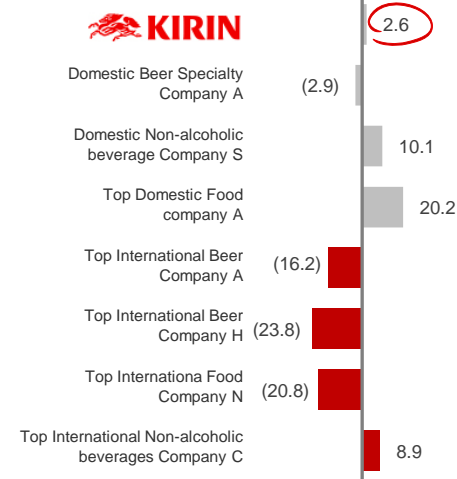 KIRIN 2.6
Domestic Beer Specialty
Company A (2.9)
Domestic Non-alcoholic
beverage Company S 10.1
Top Domestic Food
company A 20.2
Top International Beer
Company A (16.2)
Top International Beer
Company H (23.8)
Top Internationa Food
Company N (20.8)
Top International Non-alcoholic
beverages Company C 8.9